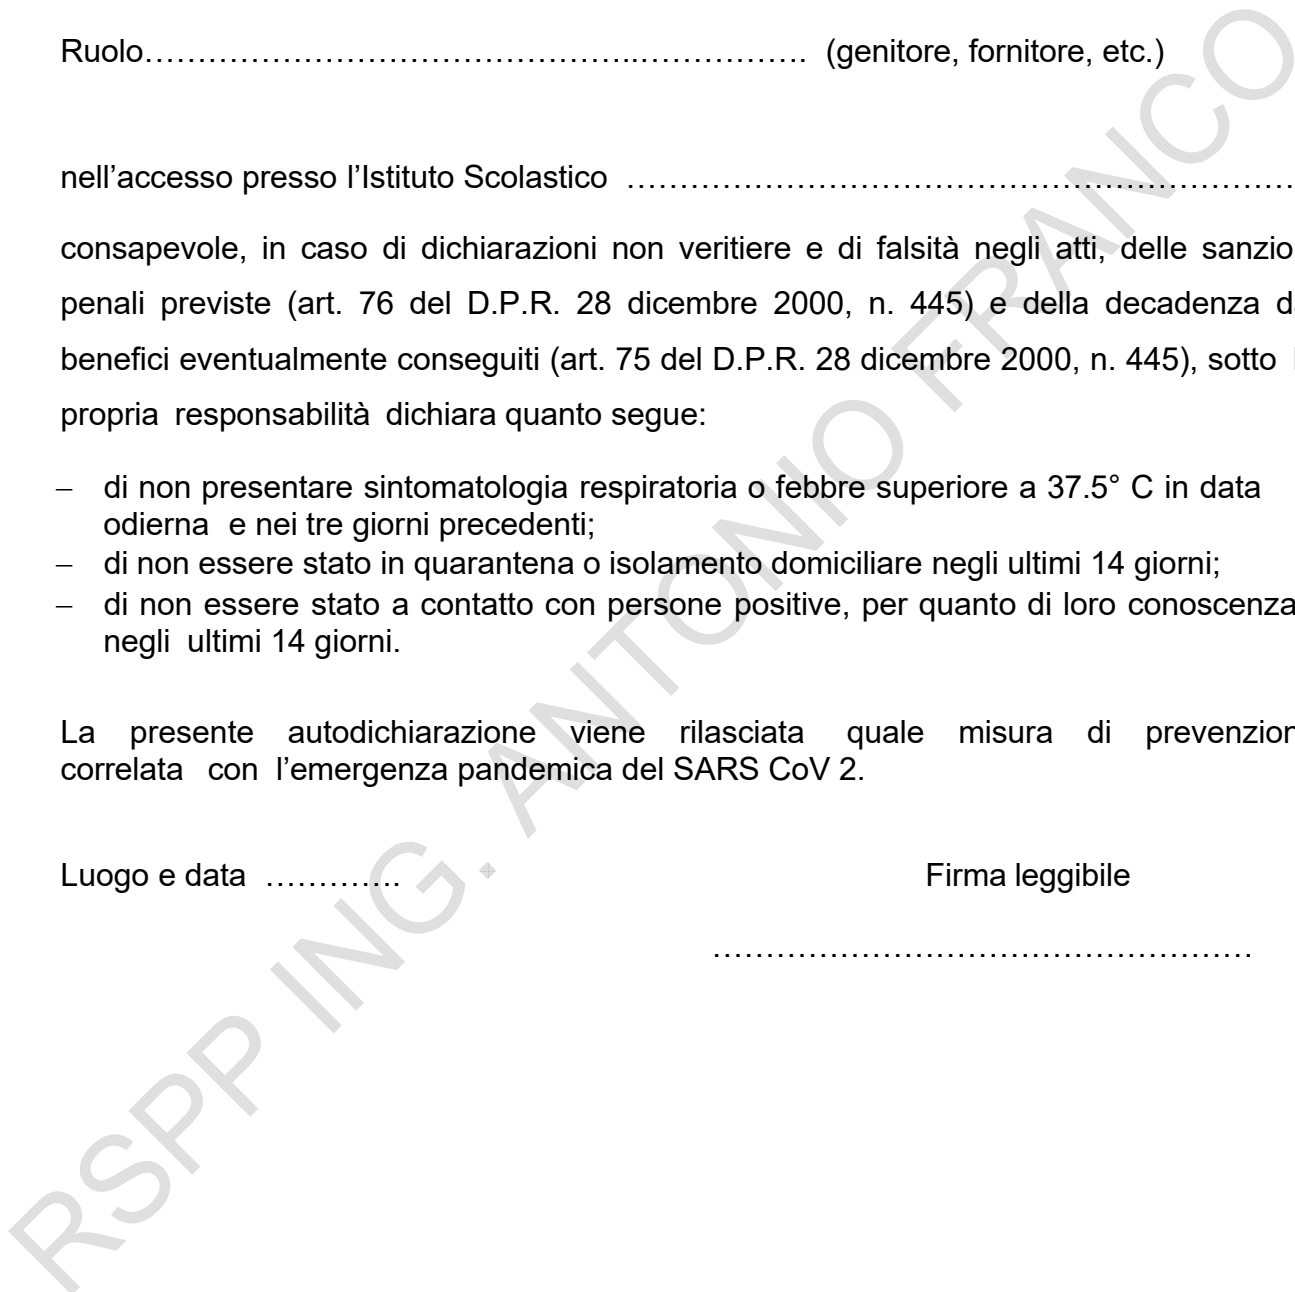 Ruolo………………………………………...……………. (genitore, fornitore, etc.)
nell’accesso presso l’Istituto Scolastico ……………………………………………………….
consapevole, in caso di dichiarazioni non veritiere e di falsità negli atti, delle sanzio
penali previste (art. 76 del D.P.R. 28 dicembre 2000, n. 445) e della decadenza d
benefici eventualmente conseguiti (art. 75 del D.P.R. 28 dicembre 2000, n. 445), sotto
propria responsabilità dichiara quanto segue:
– di non presentare sintomatologia respiratoria o febbre superiore a 37.5° C in data
odierna e nei tre giorni precedenti;
– di non essere stato in quarantena o isolamento domiciliare negli ultimi 14 giorni;
– di non essere stato a contatto con persone positive, per quanto di loro conoscenza
negli ultimi 14 giorni.
La presente autodichiarazione viene rilasciata quale misura di prevenzion
correlata con l’emergenza pandemica del SARS CoV 2.
Luogo e data …………. Firma leggibile
……………………………………………
RSPP ING. ANTONIO FRANCO